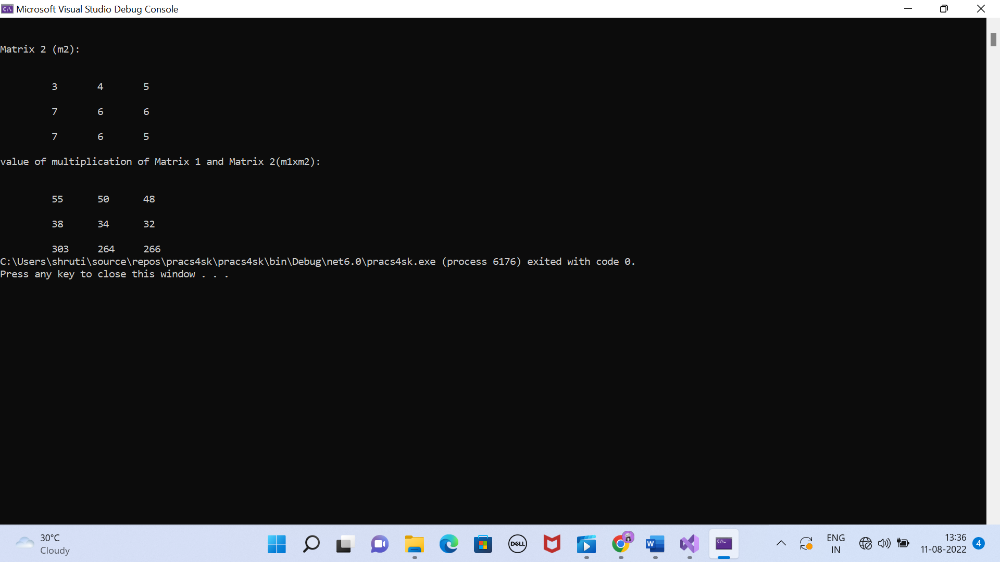 Microsoft Visual Studio Debug Console
Matrix 2 (m2):
3 4 5
7 6 6
7 6 5
value of multiplication of Matrix 1 and Matrix 2(m1xm2):
55 50 48
38 34 32
303 264 266
C:\Users\shruti\source\repos\pracs4sk\pracs4sk\bin\Debug\net6.0\pracs4sk.exe (process 6176) exited with code 0.
Press any key to close this window . . .
30°C
Cloudy
DELL
W
ENG
IN
13:36
11-08-2022
4